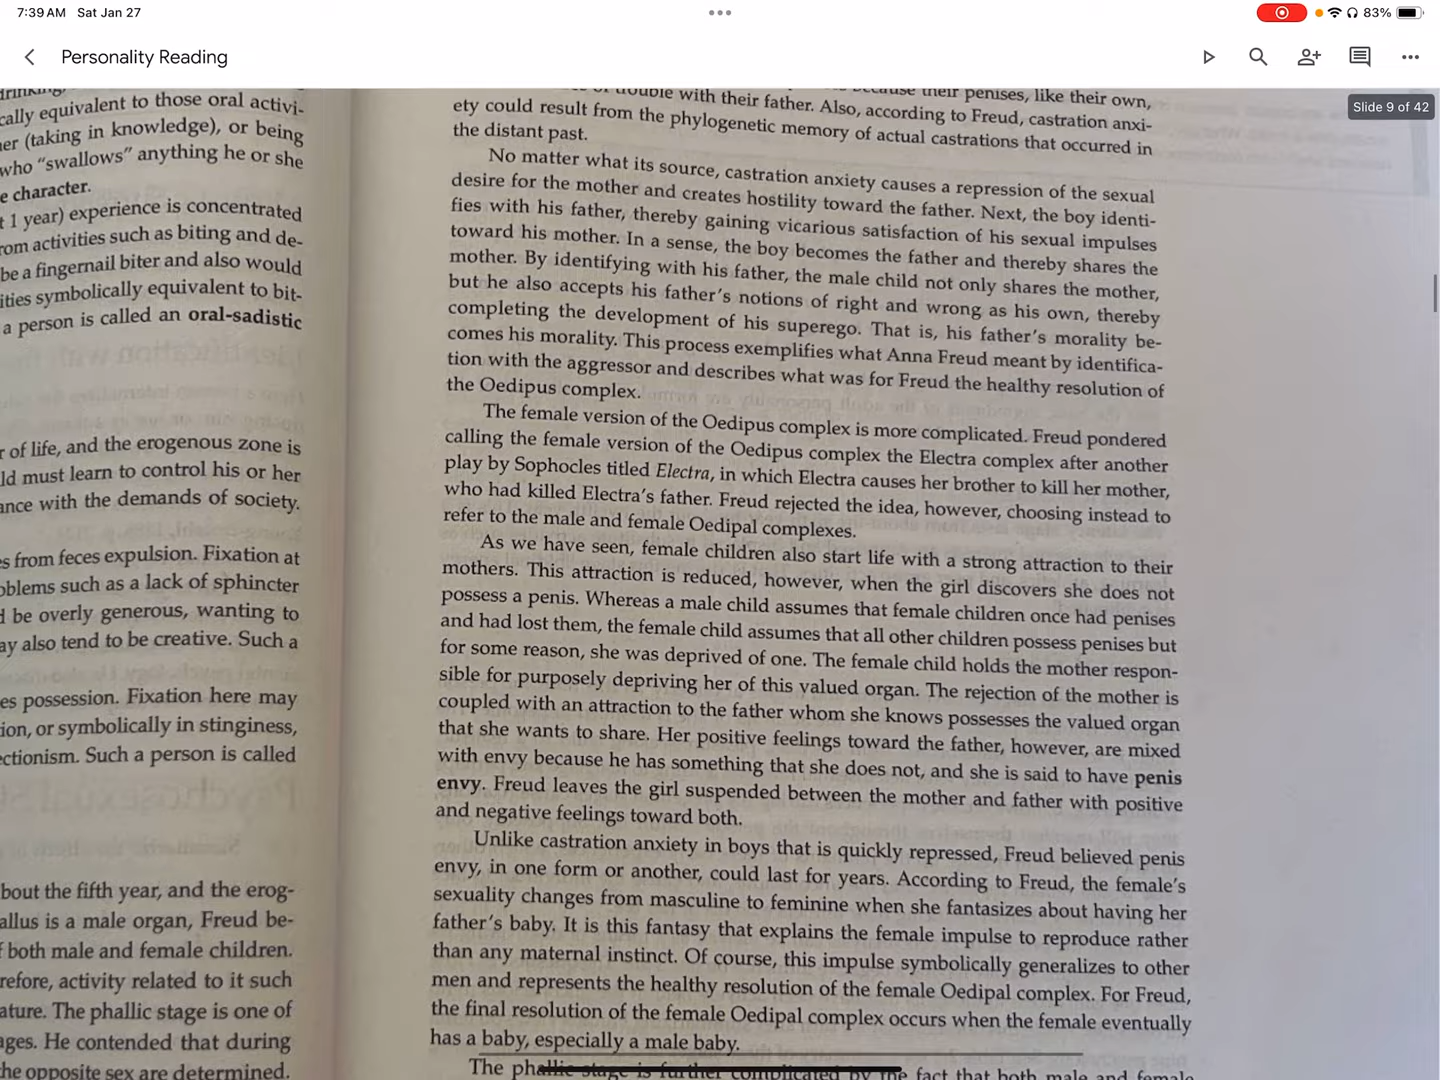 7:39 AM Sat Jan 27
83%
Personality Reading
Slide 9 of 42
drinking,
cally equivalent to those oral activi-
er (taking in knowledge), or being
who “swallows” anything he or she
e character.
t 1 year) experience is concentrated
rom activities such as biting and de-
be a fingernail biter and also would
ities symbolically equivalent to bit-
a person is called an oral-sadistic
r of life, and the erogenous zone is
ld must learn to control his or her
ance with the demands of society.
es from feces expulsion. Fixation at
oblems such as a lack of sphincter
d be overly generous, wanting to
ay also tend to be creative. Such a
es possession. Fixation here may
ion, or symbolically in stinginess,
ectionism. Such a person is called
bout the fifth year, and the erog-
allus is a male organ, Freud be-
f both male and female children.
refore, activity related to it such
ature. The phallic stage is one of
ages. He contended that during
he opposite sex are determined.
trouble with their father. Also, because their penises, like their own,
ety could result from the phylogenetic memory of actual castrations that occurred in
the distant past.
No matter what its source, castration anxiety causes a repression of the sexual
desire for the mother and creates hostility toward the father. Next, the boy identi-
fies with his father, thereby gaining vicarious satisfaction of his sexual impulses
toward his mother. In a sense, the boy becomes the father and thereby shares the
mother. By identifying with his father, the male child not only shares the mother,
but he also accepts his father’s notions of right and wrong as his own, thereby
completing the development of his superego. That is, his father’s morality be-
comes his morality. This process exemplifies what Anna Freud meant by identifica-
tion with the aggressor and describes what was for Freud the healthy resolution of
the Oedipus complex.
The female version of the Oedipus complex is more complicated. Freud pondered
calling the female version of the Oedipus complex the Electra complex after another
play by Sophocles titled Electra, in which Electra causes her brother to kill her mother,
who had killed Electra’s father. Freud rejected the idea, however, choosing instead to
refer to the male and female Oedipal complexes.
As we have seen, female children also start life with a strong attraction to their
mothers. This attraction is reduced, however, when the girl discovers she does not
possess a penis. Whereas a male child assumes that female children once had penises
and had lost them, the female child assumes that all other children possess penises but
for some reason, she was deprived of one. The female child holds the mother respon-
sible for purposely depriving her of this valued organ. The rejection of the mother is
coupled with an attraction to the father whom she knows possesses the valued organ
that she wants to share. Her positive feelings toward the father, however, are mixed
with envy because he has something that she does not, and she is said to have penis
envy. Freud leaves the girl suspended between the mother and father with positive
and negative feelings toward both.
Unlike castration anxiety in boys that is quickly repressed, Freud believed penis
envy, in one form or another, could last for years. According to Freud, the female’s
sexuality changes from masculine to feminine when she fantasizes about having her
father’s baby. It is this fantasy that explains the female impulse to reproduce rather
than any maternal instinct. Of course, this impulse symbolically generalizes to other
men and represents the healthy resolution of the female Oedipal complex. For Freud,
the final resolution of the female Oedipal complex occurs when the female eventually
has a baby, especially a male baby.
The phallic stage is further complicated by the fact that both male and female